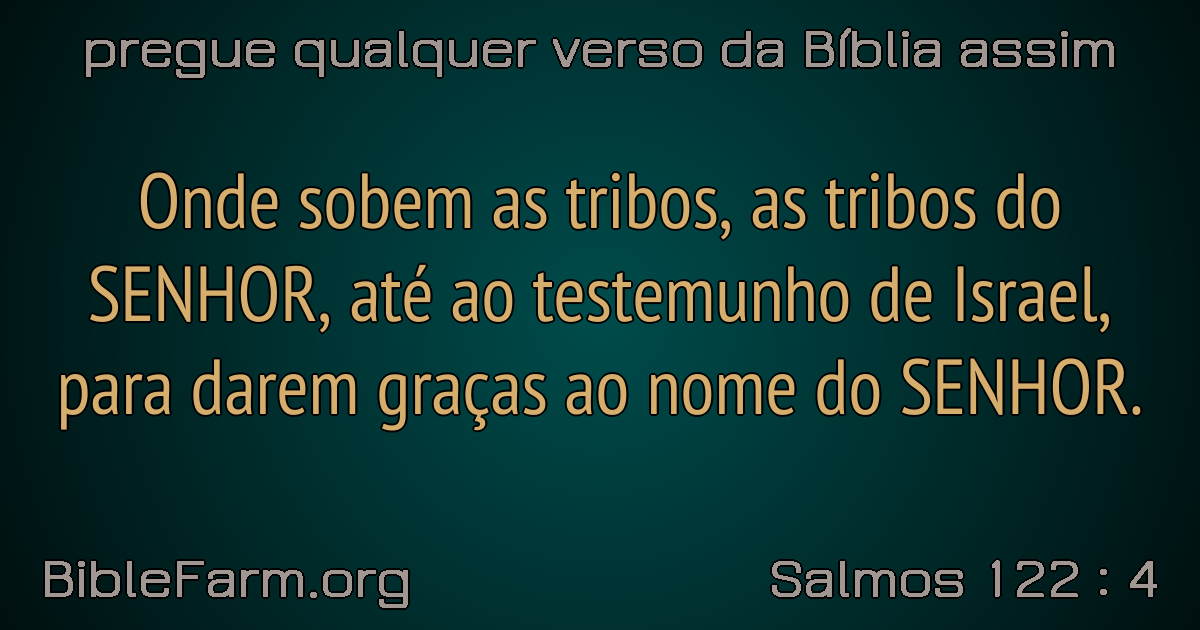 pregue qualquer verso da Bíblia assim
Onde sobem as tribos, as tribos do
SENHOR, até ao testemunho de Israel,
para darem graças ao nome do SENHOR.
BibleFarm.org
Salmos 122 : 4